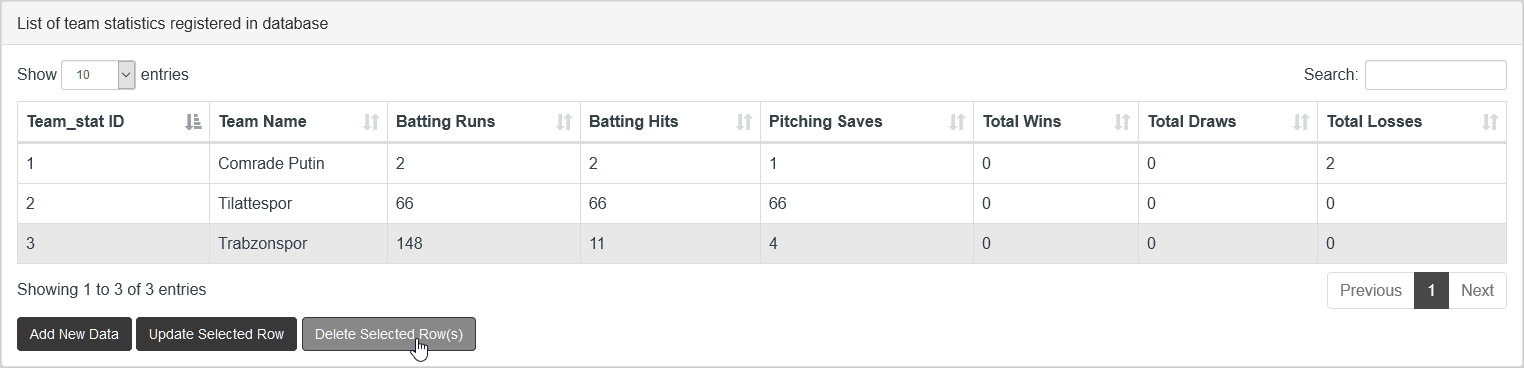 List of team statistics registered in database
Show 10 entries Search:
Team_stat ID Team Name Batting Runs Batting Hits Pitching Saves Total Wins Total Draws Total Losses
1 Comrade Putin 2 2 1 0 0 2
2 Tilattespor 66 66 66 0 0 0
3 Trabzonspor 148 11 4 0 0 0
Showing 1 to 3 of 3 entries Previous 1 Next
Add New Data Update Selected Row Delete Selected Row(s)